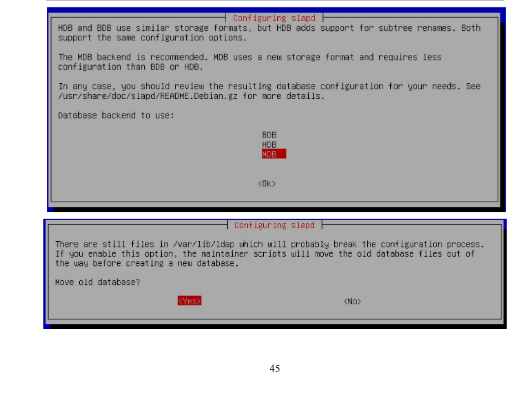 Configuring slapd
HDB and BDB use similar storage formats, but HDB adds support for subtree renames. Both
support the same configuration options.
The MDB backend is recommended. MDB uses a new storage format and requires less
configuration than BDB or HDB.
In any case, you should review the resulting database configuration for your needs. See
/usr/share/doc/slapd/README.Debian.gz for more details.
Database backend to use:
BDB
HDB
MDB
<Ok>
Configuring slapd
There are still files in /var/lib/ldap which will probably break the configuration process.
If you enable this option, the maintainer scripts will move the old database files out of
the way before creating a new database.
Move old database?
<Yes> <No>
45